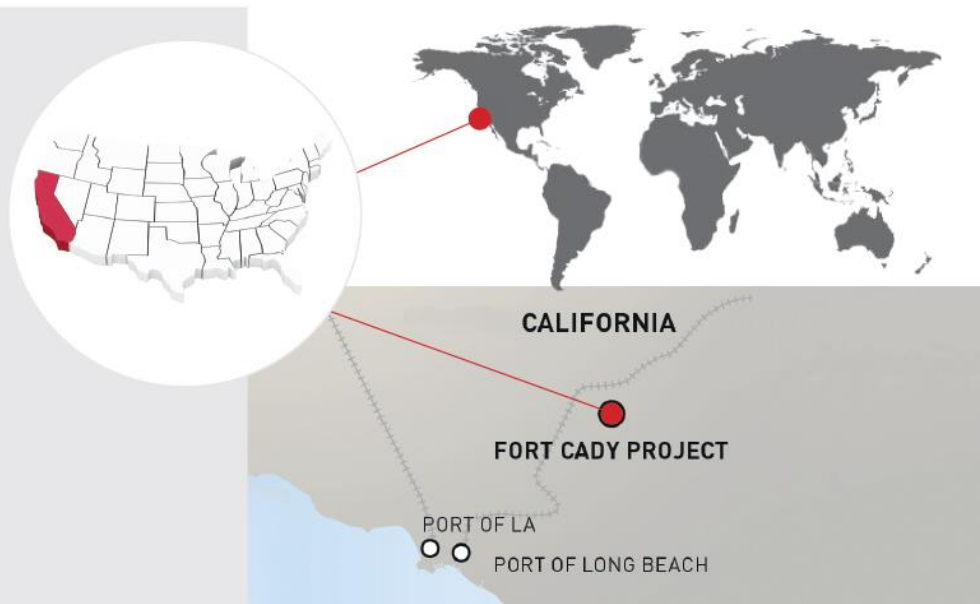 CALIFORNIA
FORT CADY PROJECT
PORT OF LA
PORT OF LONG BEACH